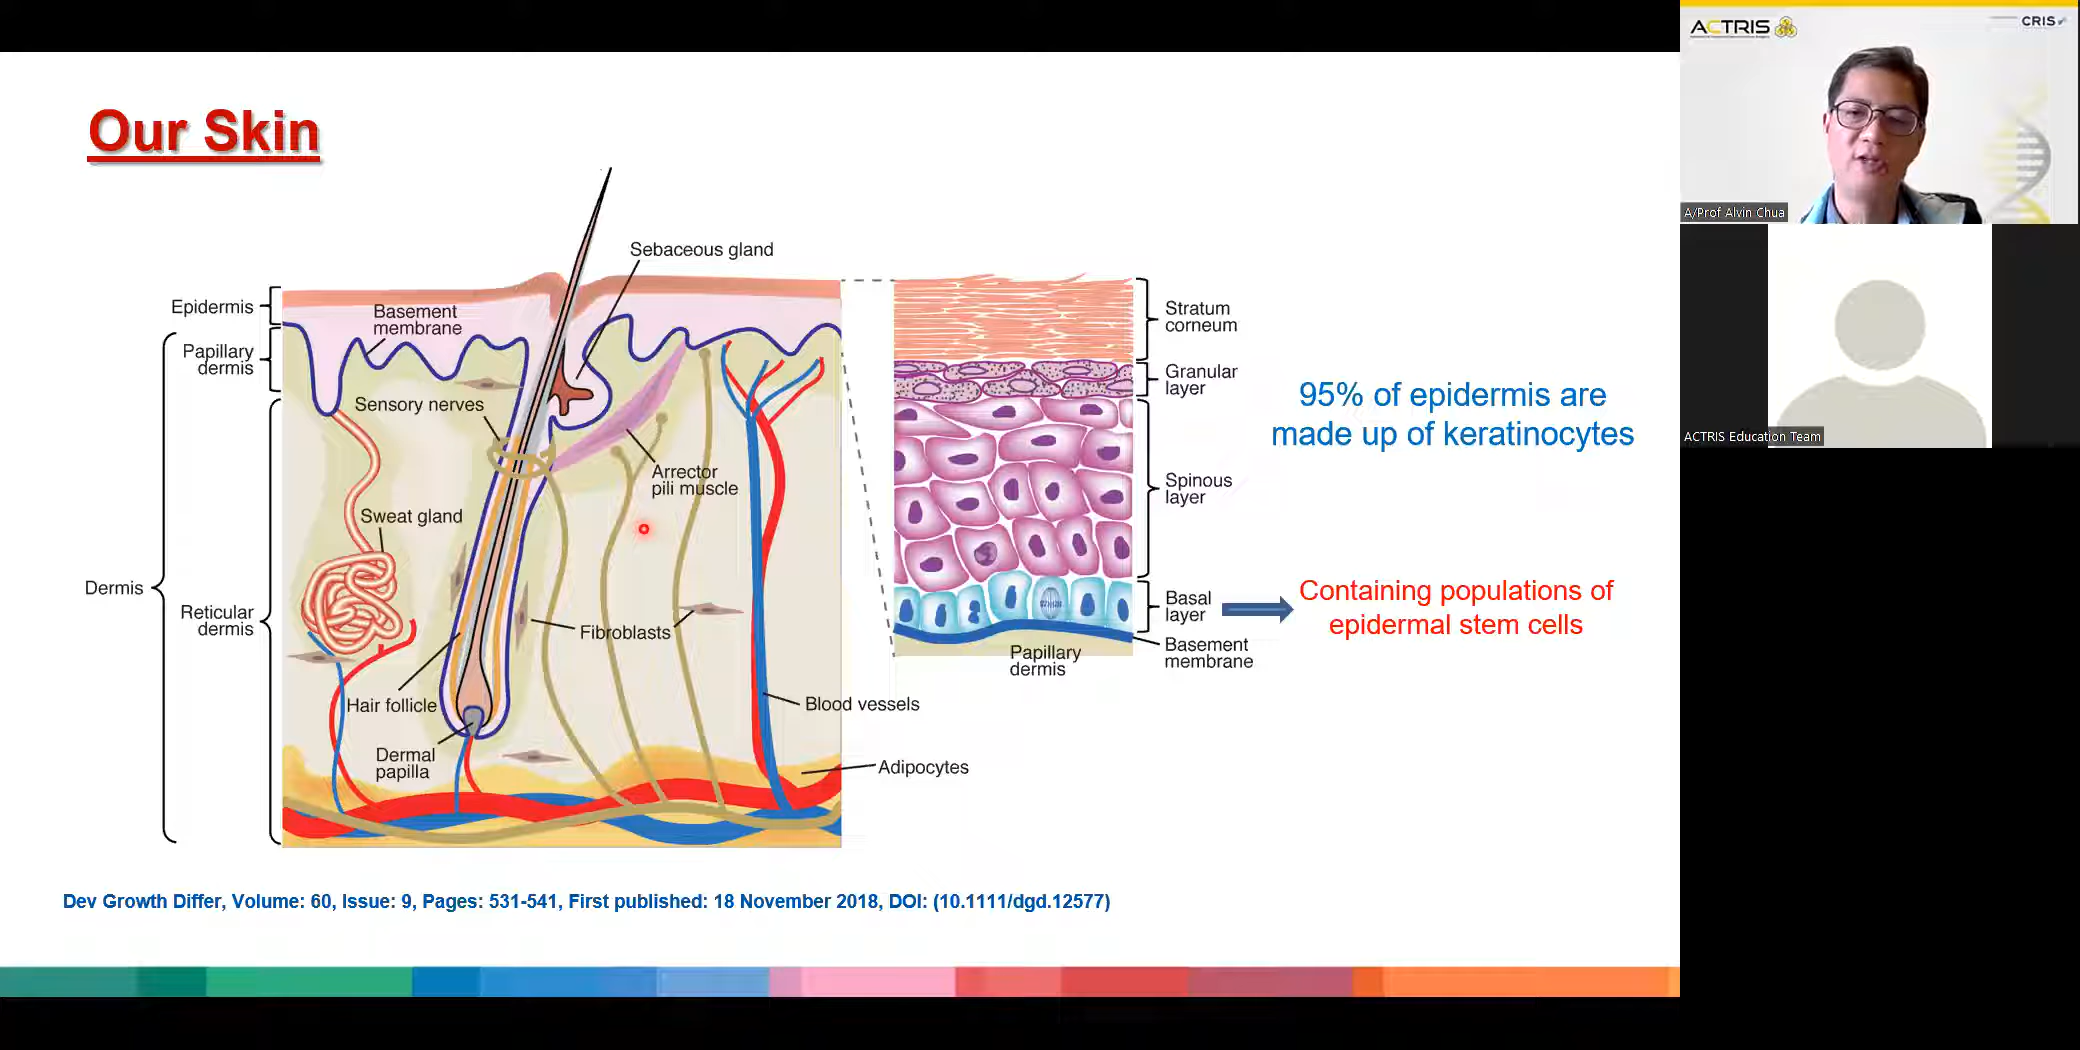 Our Skin
Sebaceous gland
Epidermis
Basement
membrane
Papillary
dermis
Sensory nerves
Arrector
pili muscle
Sweat gland
Dermis
Reticular
dermis
Fibroblasts
Hair follicle
Dermal
papilla
Blood vessels
Adipocytes
Stratum
corneum
Granular
layer
Spinous
layer
Basal
layer
Basement
membrane
Papillary
dermis
95% of epidermis are
made up of keratinocytes
Containing populations of
epidermal stem cells
Dev Growth Differ, Volume: 60, Issue: 9, Pages: 531-541, First published: 18 November 2018, DOI: (10.1111/dgd.12577)
ACTRIS
CRIS
A/Prof Alvin Chua
ACTRIS Education Team